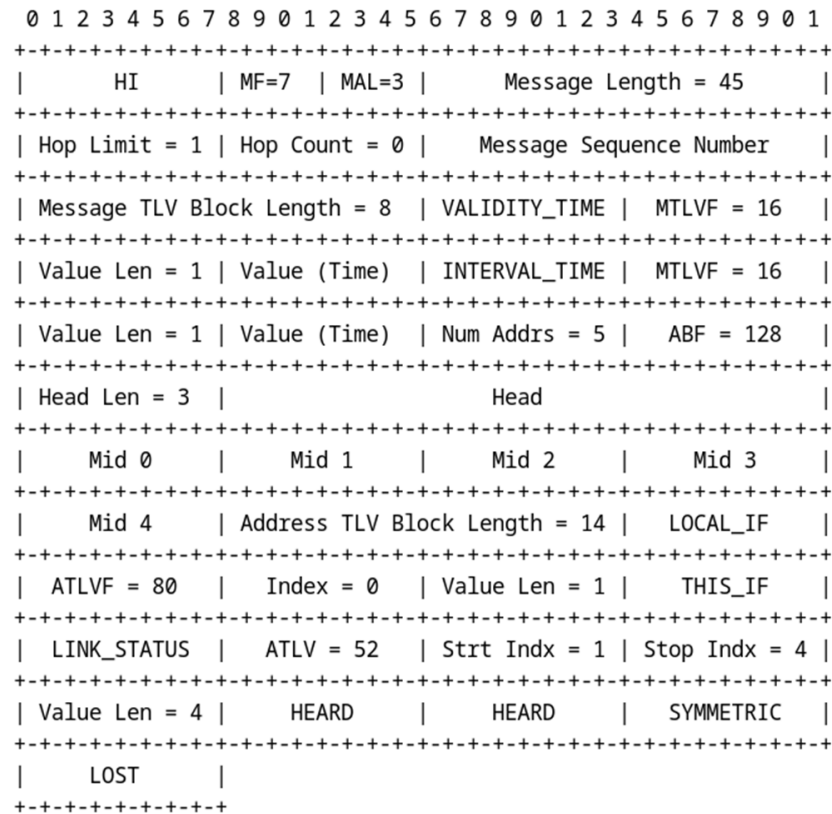 0 1 2 3 4 5 6 7 8 9 0 1 2 3 4 5 6 7 8 9 0 1 2 3 4 5 6 7 8 9 0 1
+-+-+-+-+-+-+-+-+-+-+-+-+-+-+-+-+-+-+-+-+-+-+-+-+-+-+-+-+-+-+-+-+
| HI | MF=7 | MAL=3 | Message Length = 45 |
+-+-+-+-+-+-+-+-+-+-+-+-+-+-+-+-+-+-+-+-+-+-+-+-+-+-+-+-+-+-+-+-+
| Hop Limit = 1 | Hop Count = 0 | Message Sequence Number |
+-+-+-+-+-+-+-+-+-+-+-+-+-+-+-+-+-+-+-+-+-+-+-+-+-+-+-+-+-+-+-+-+
| Message TLV Block Length = 8 | VALIDITY_TIME | MTLVF = 16 |
+-+-+-+-+-+-+-+-+-+-+-+-+-+-+-+-+-+-+-+-+-+-+-+-+-+-+-+-+-+-+-+-+
| Value Len = 1 | Value (Time) | INTERVAL_TIME | MTLVF = 16 |
+-+-+-+-+-+-+-+-+-+-+-+-+-+-+-+-+-+-+-+-+-+-+-+-+-+-+-+-+-+-+-+-+
| Value Len = 1 | Value (Time) | Num Addrs = 5 | ABF = 128 |
+-+-+-+-+-+-+-+-+-+-+-+-+-+-+-+-+-+-+-+-+-+-+-+-+-+-+-+-+-+-+-+-+
| Head Len = 3 | Head |
+-+-+-+-+-+-+-+-+-+-+-+-+-+-+-+-+-+-+-+-+-+-+-+-+-+-+-+-+-+-+-+-+
| Mid 0 | Mid 1 | Mid 2 | Mid 3 |
+-+-+-+-+-+-+-+-+-+-+-+-+-+-+-+-+-+-+-+-+-+-+-+-+-+-+-+-+-+-+-+-+
| Mid 4 | Address TLV Block Length = 14 | LOCAL_IF |
+-+-+-+-+-+-+-+-+-+-+-+-+-+-+-+-+-+-+-+-+-+-+-+-+-+-+-+-+-+-+-+-+
| ATLVF = 80 | Index = 0 | Value Len = 1 | THIS_IF |
+-+-+-+-+-+-+-+-+-+-+-+-+-+-+-+-+-+-+-+-+-+-+-+-+-+-+-+-+-+-+-+-+
| LINK_STATUS | ATLV = 52 | Strt Indx = 1 | Stop Indx = 4 |
+-+-+-+-+-+-+-+-+-+-+-+-+-+-+-+-+-+-+-+-+-+-+-+-+-+-+-+-+-+-+-+-+
| Value Len = 4 | HEARD | HEARD | SYMMETRIC |
+-+-+-+-+-+-+-+-+-+-+-+-+-+-+-+-+-+-+-+-+-+-+-+-+-+-+-+-+-+-+-+-+
| LOST |
+-+-+-+-+-+-+-+-+